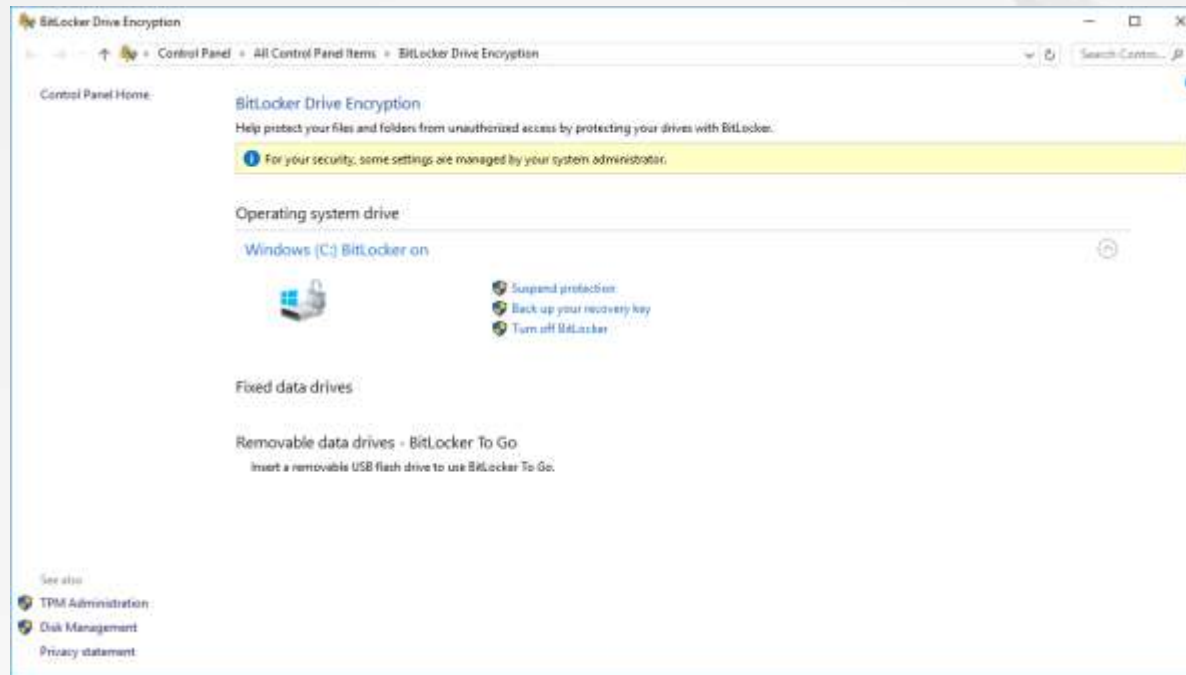 BitLocker Drive Encryption
Control Panel
All Control Panel Items
BitLocker Drive Encryption
Search Contro...
Control Panel Home
BitLocker Drive Encryption
Help protect your files and folders from unauthorized access by protecting your drives with BitLocker.
For your security, some settings are managed by your system administrator.
Operating system drive
Windows (C:) BitLocker on
Suspend protection
Back up your recovery key
Turn off BitLocker
Fixed data drives
Removable data drives - BitLocker To Go
Insert a removable USB flash drive to use BitLocker To Go.
See also
TPM Administration
Disk Management
Privacy statement